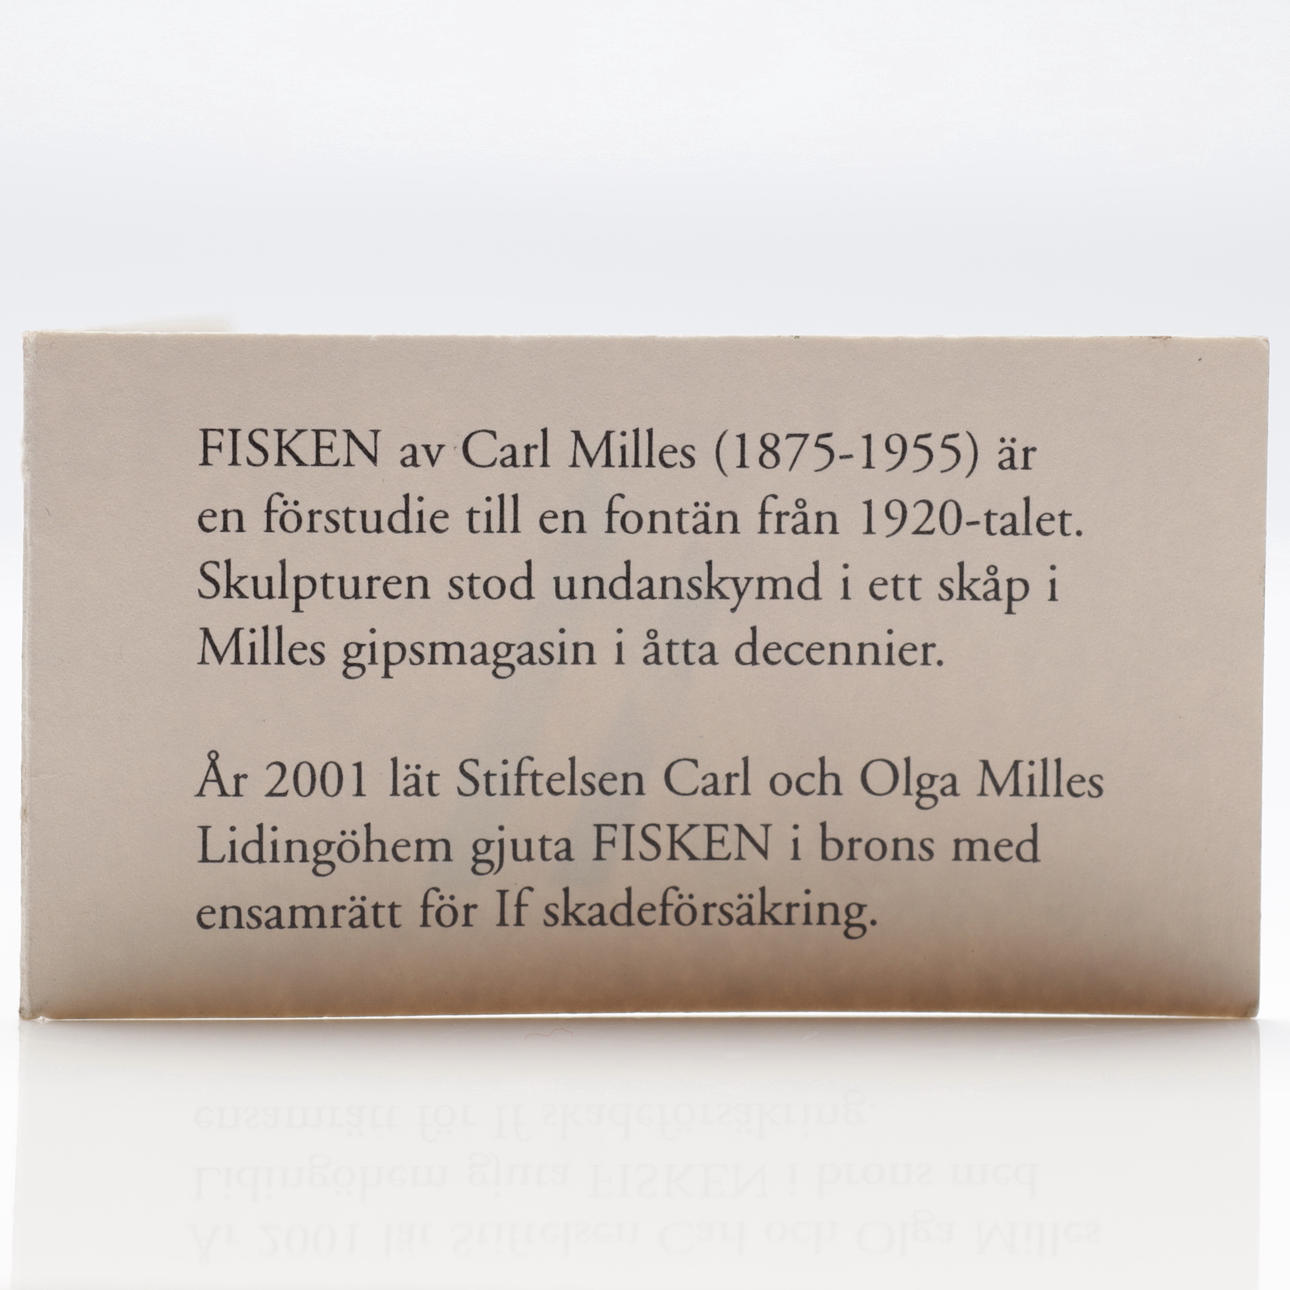 FISKEN av Carl Milles (1875-1955) är
en förstudie till en fontän från 1920-talet.
Skulpturen stod undanskymd i ett skåp i
Milles gipsmagasin i åtta decennier.
År 2001 lät Stiftelsen Carl och Olga Milles
Lidingöhem gjuta FISKEN i brons med
ensamrätt för If skadeförsäkring.